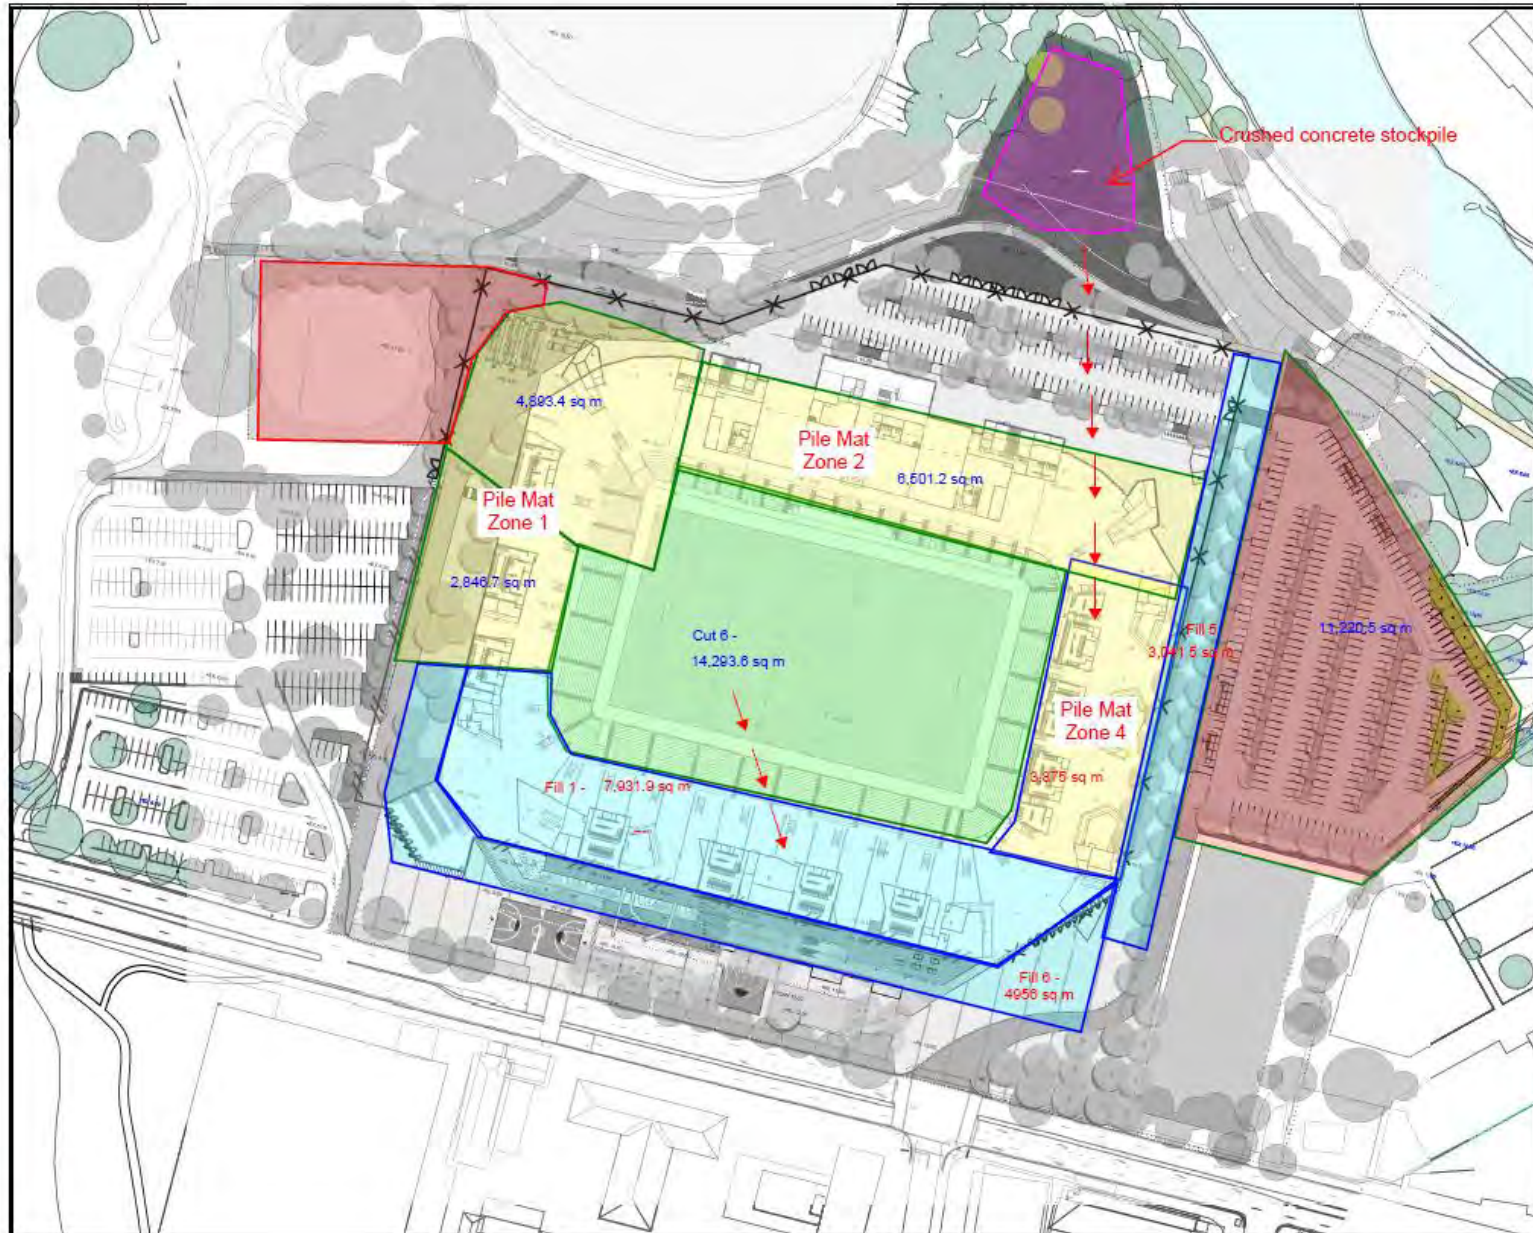 Crushed concrete stockpile
4,893.4 sq m
Pile Mat
Zone 2
6,501.2 sq m
Pile Mat
Zone 1
2,846.7 sq m
Cut 6 -
14,293.6 sq m
Fill 5
3,041.5 sq m
11,220.5 sq m
Pile Mat
Zone 4
3,875 sq m
Fill 1 - 7,931.9 sq m
Fill 6 -
4956 sq m